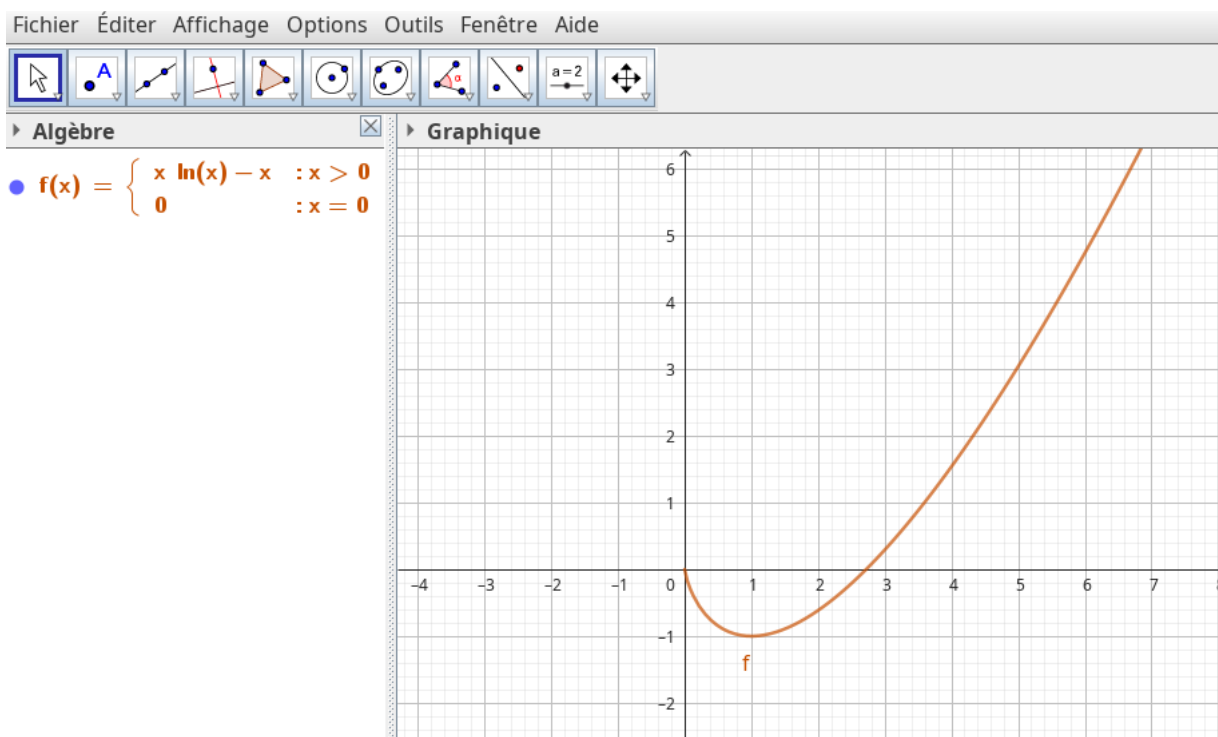 Fichier Éditer Affichage Options Outils Fenêtre Aide
A
α
a=2
Algèbre
Graphique
f(x) = { x ln(x) − x : x > 0
0 : x = 0
6
5
4
3
2
1
−4 −3 −2 −1 0 1 2 3 4 5 6 7
−1
f
−2